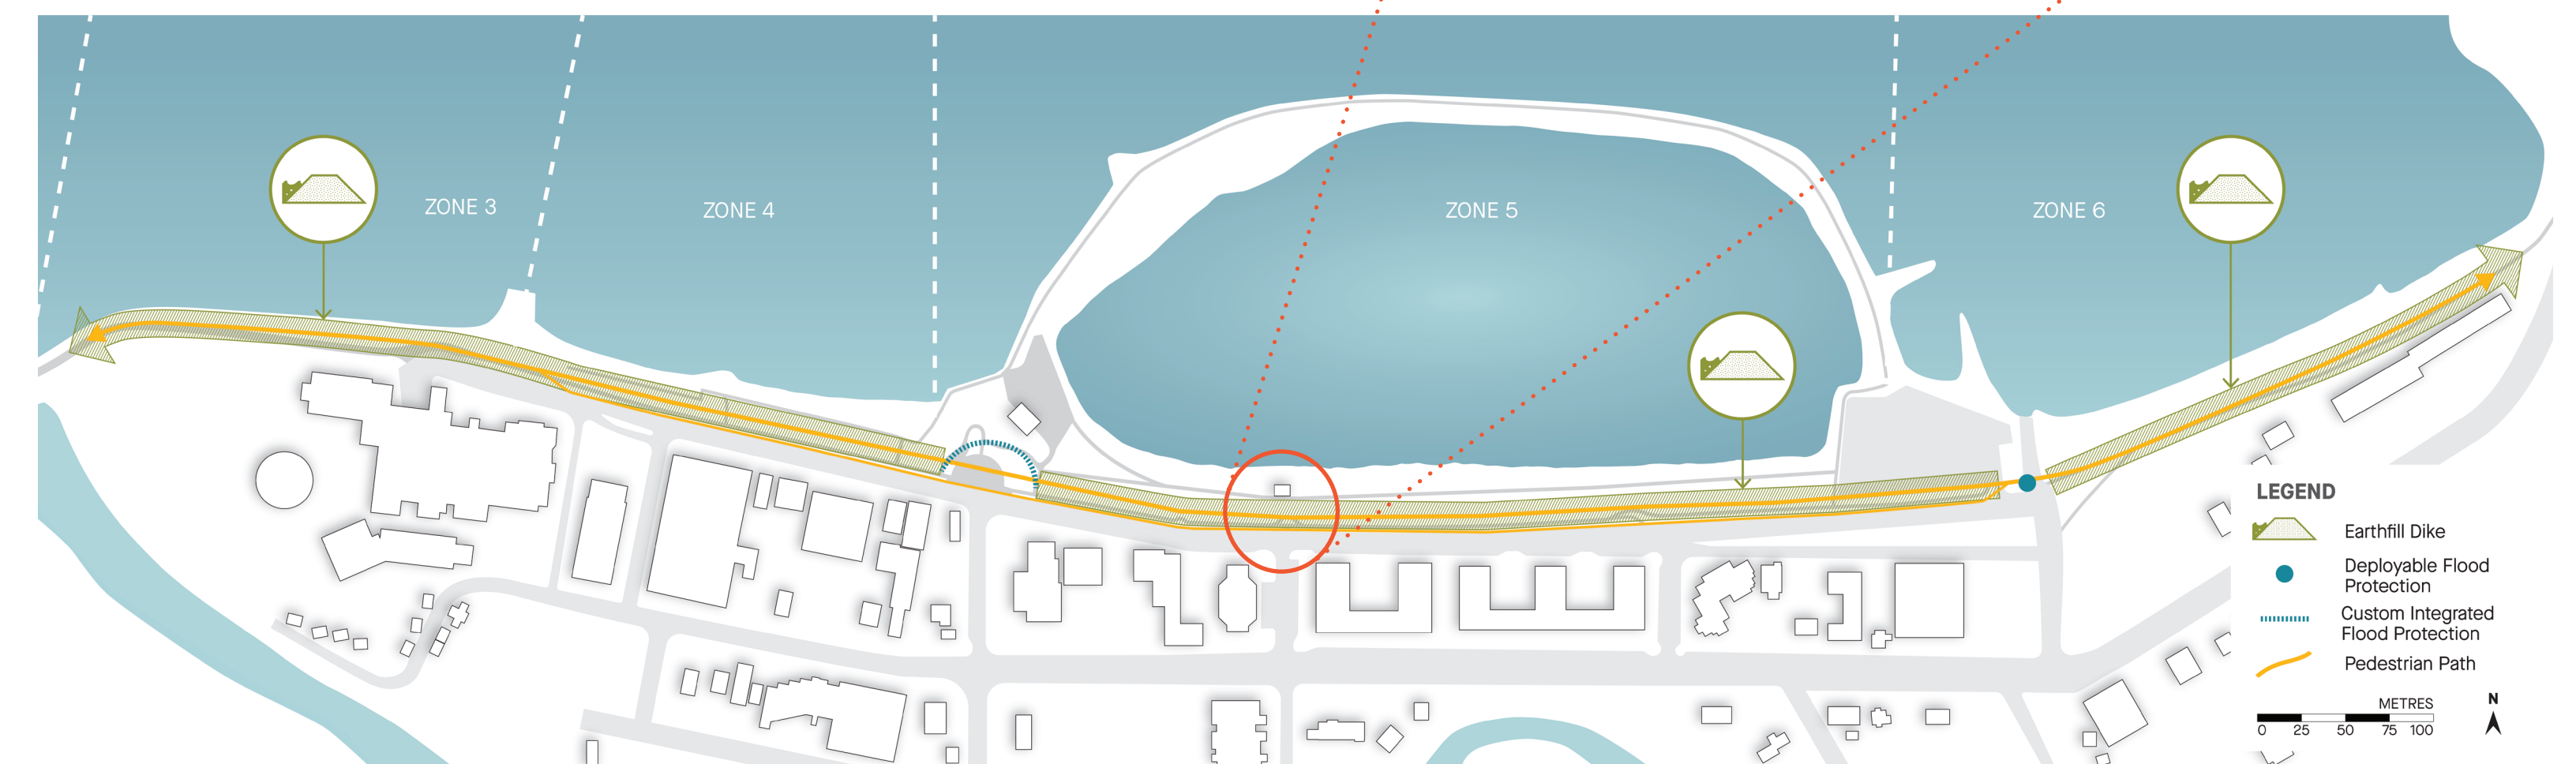 ZONE 3
ZONE 4
ZONE 5
ZONE 6
LEGEND
Earthfill Dike
Deployable Flood
Protection
Custom Integrated
Flood Protection
Pedestrian Path
METRES
0 25 50 75 100
N